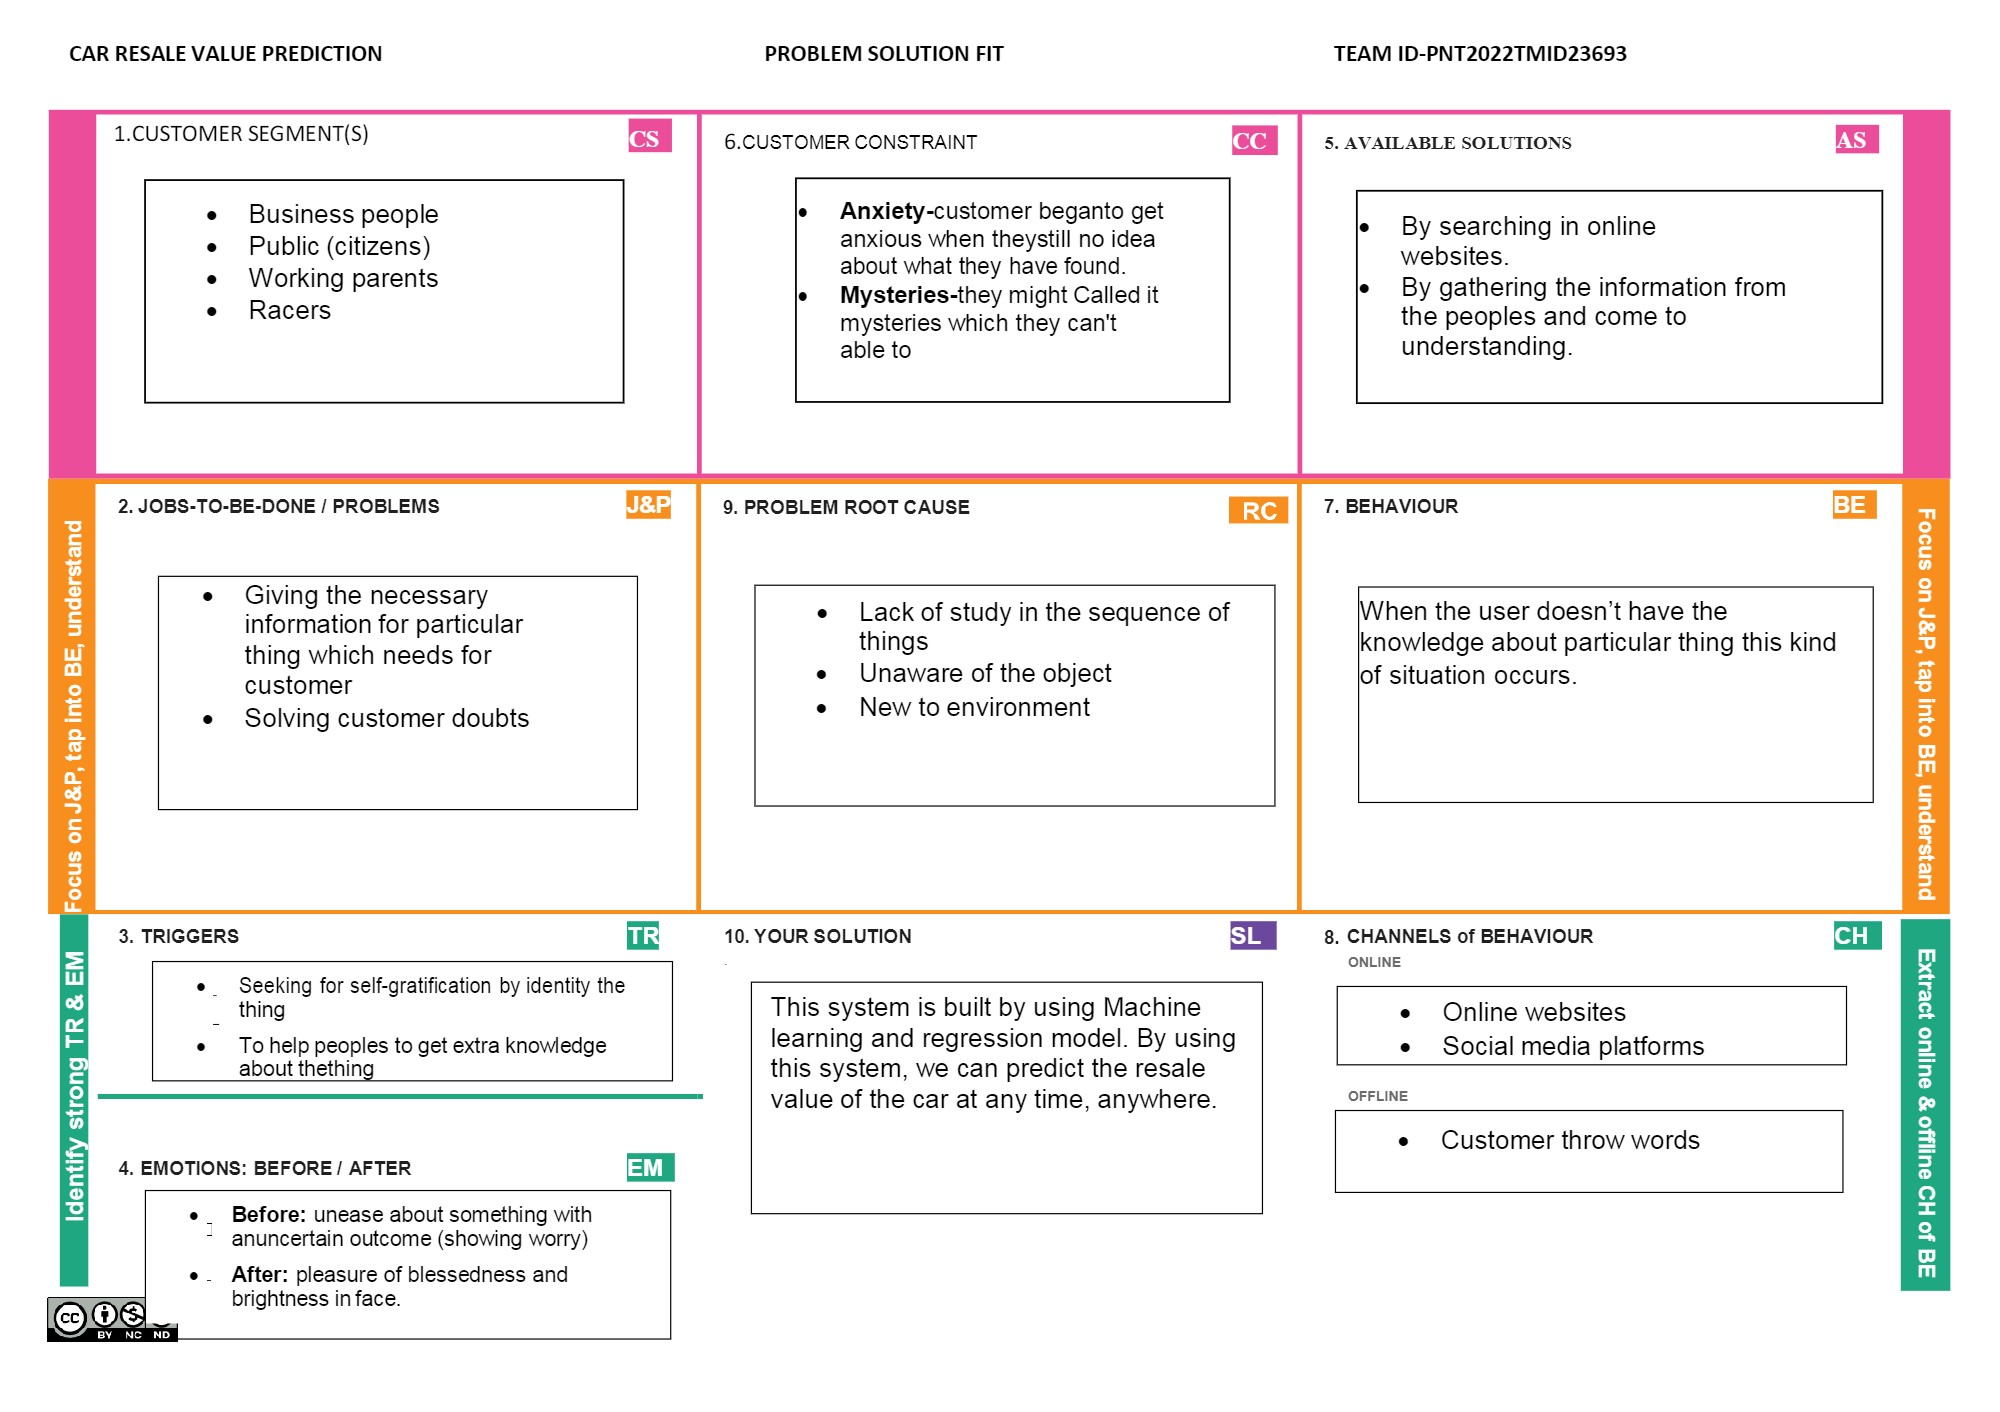 CAR RESALE VALUE PREDICTION
PROBLEM SOLUTION FIT
TEAM ID-PNT2022TMID23693
1.CUSTOMER SEGMENT(S)
CS
• Business people
• Public (citizens)
• Working parents
• Racers
6.CUSTOMER CONSTRAINT
CC
• Anxiety-customer beganto get
anxious when theystill no idea
about what they have found.
• Mysteries-they might Called it
mysteries which they can't
able to
5. AVAILABLE SOLUTIONS
AS
• By searching in online
websites.
• By gathering the information from
the peoples and come to
understanding.
Focus on J&P, tap into BE, understand
2. JOBS-TO-BE-DONE / PROBLEMS
J&P
• Giving the necessary
information for particular
thing which needs for
customer
• Solving customer doubts
9. PROBLEM ROOT CAUSE
RC
• Lack of study in the sequence of
things
• Unaware of the object
• New to environment
7. BEHAVIOUR
BE
When the user doesn’t have the
knowledge about particular thing this kind
of situation occurs.
Focus on J&P, tap into BE, understand
Identify strong TR & EM
3. TRIGGERS
TR
• Seeking for self-gratification by identity the
thing
• To help peoples to get extra knowledge
about thething
4. EMOTIONS: BEFORE / AFTER
EM
• Before: unease about something with
anuncertain outcome (showing worry)
• After: pleasure of blessedness and
brightness in face.
10. YOUR SOLUTION
SL
This system is built by using Machine
learning and regression model. By using
this system, we can predict the resale
value of the car at any time, anywhere.
8. CHANNELS of BEHAVIOUR
CH
ONLINE
• Online websites
• Social media platforms
OFFLINE
• Customer throw words
Extract online & offline CH of BE
CC
BY NC ND